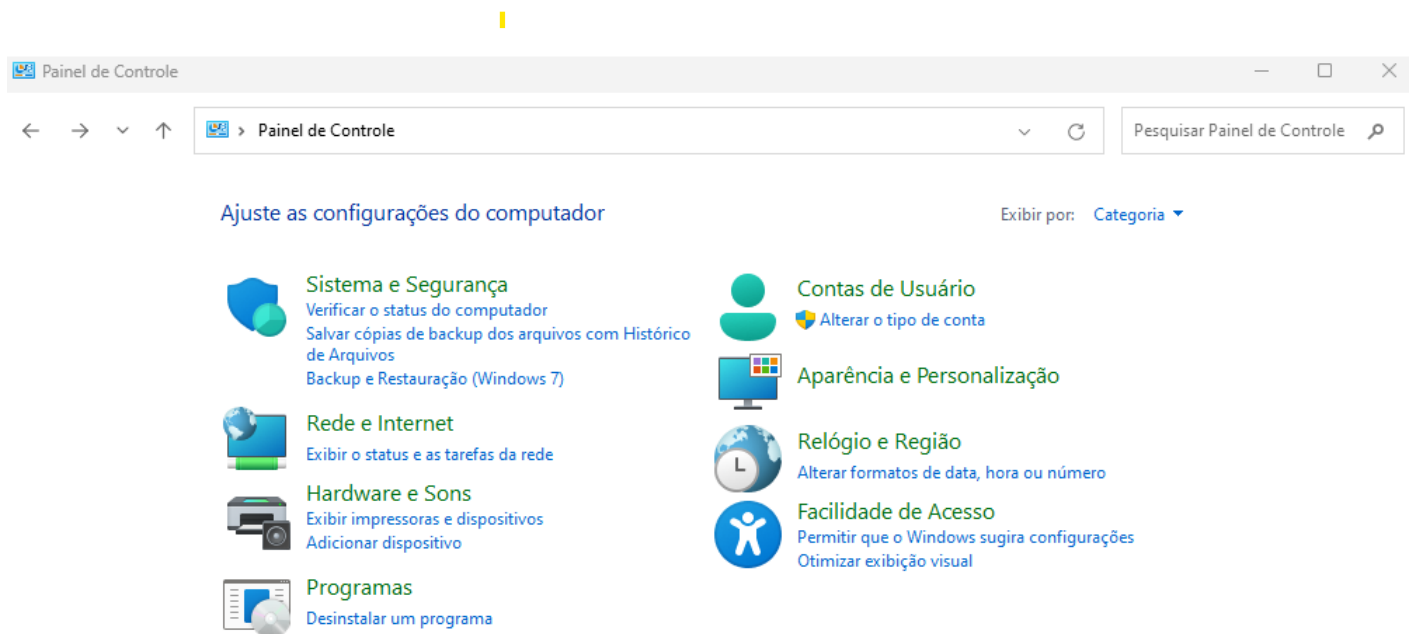 Painel de Controle
Painel de Controle
Pesquisar Painel de Controle
Ajuste as configurações do computador
Exibir por: Categoria
Sistema e Segurança
Verificar o status do computador
Salvar cópias de backup dos arquivos com Histórico
de Arquivos
Backup e Restauração (Windows 7)
Rede e Internet
Exibir o status e as tarefas da rede
Hardware e Sons
Exibir impressoras e dispositivos
Adicionar dispositivo
Programas
Desinstalar um programa
Contas de Usuário
Alterar o tipo de conta
Aparência e Personalização
Relógio e Região
Alterar formatos de data, hora ou número
Facilidade de Acesso
Permitir que o Windows sugira configurações
Otimizar exibição visual